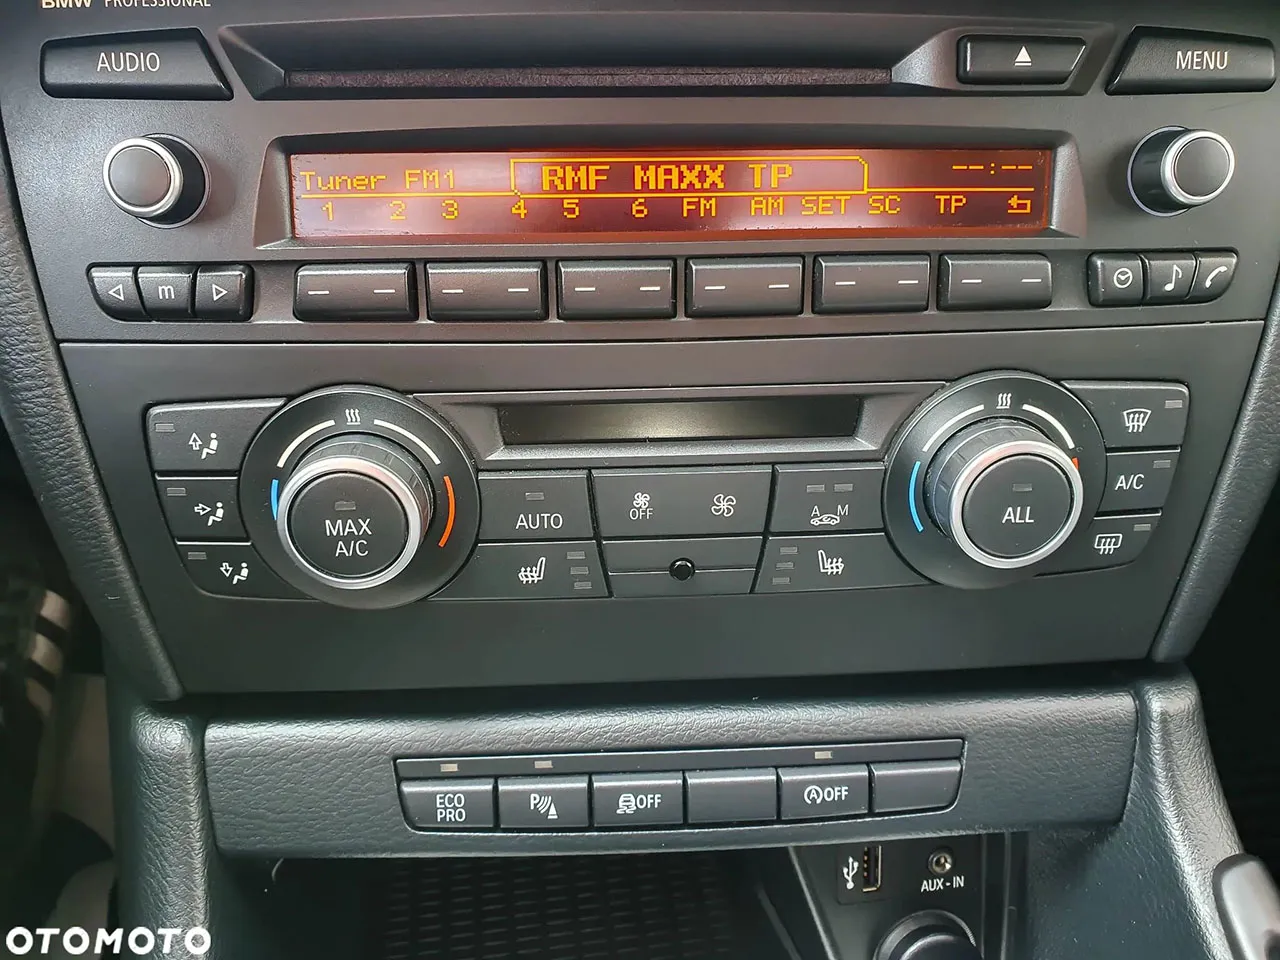 BMW PROFESSIONAL
AUDIO
MENU
Tuner FM1 RMF MAXX TP --:--
1 2 3 4 5 6 FM AM SET SC TP
m
MAX
A/C
AUTO
OFF
A M
ALL
A/C
ECO
PRO
P
OFF
A OFF
AUX-IN
OTOMOTO